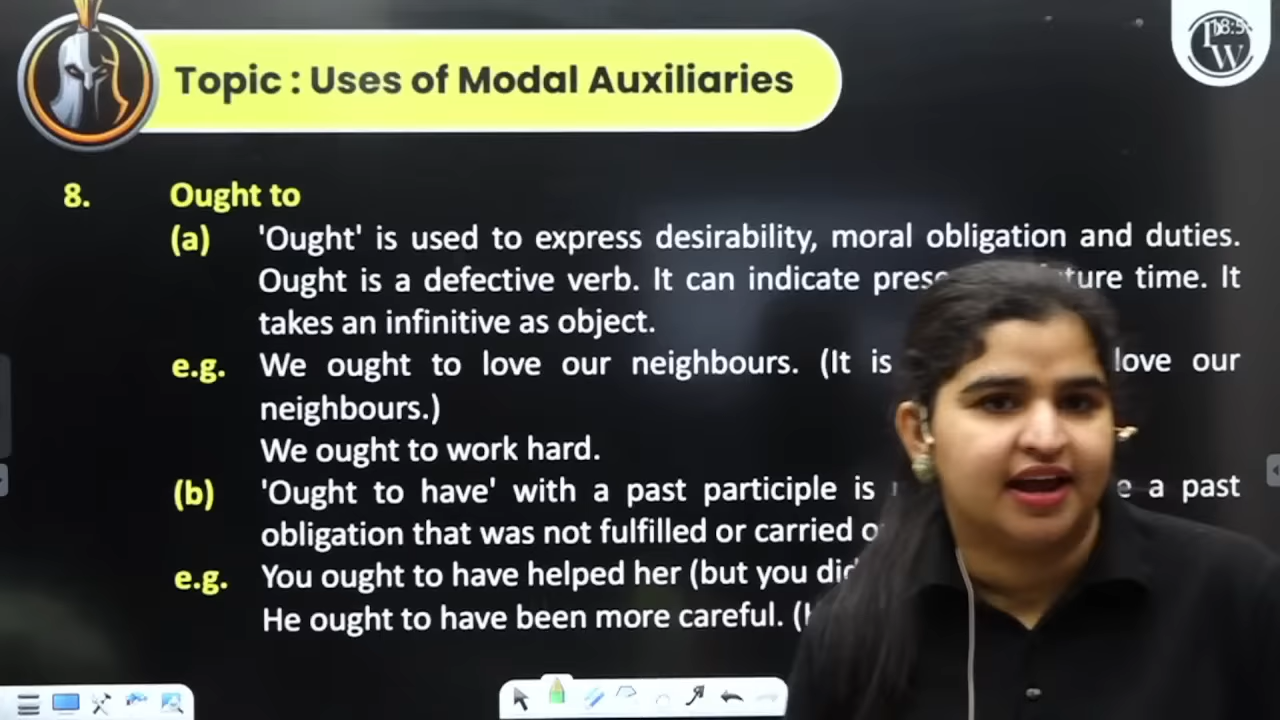 Topic : Uses of Modal Auxiliaries
PW
8. Ought to
(a) 'Ought' is used to express desirability, moral obligation and duties.
Ought is a defective verb. It can indicate time. It
takes an infinitive as object.
e.g. We ought to love our neighbours. (It is love our
neighbours.)
We ought to work hard.
(b) 'Ought to have' with a past participle is a past
obligation that was not fulfilled or carried
e.g. You ought to have helped her (but you
He ought to have been more careful.